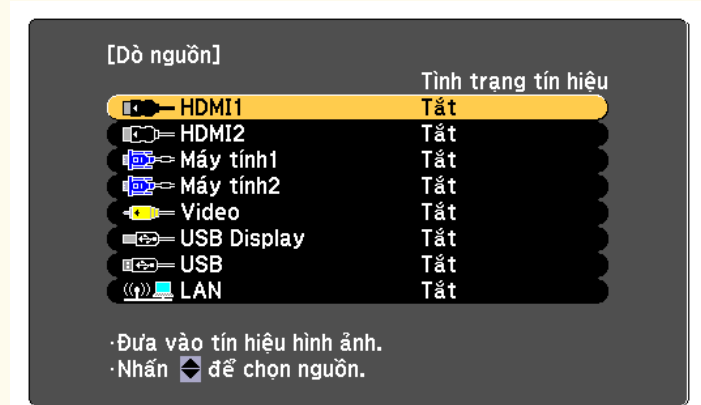 [Dò nguồn]
Tình trạng tín hiệu
HDMI1 Tắt
HDMI2 Tắt
Máy tính1 Tắt
Máy tính2 Tắt
Video Tắt
USB Display Tắt
USB Tắt
LAN Tắt
·Đưa vào tín hiệu hình ảnh.
·Nhấn để chọn nguồn.